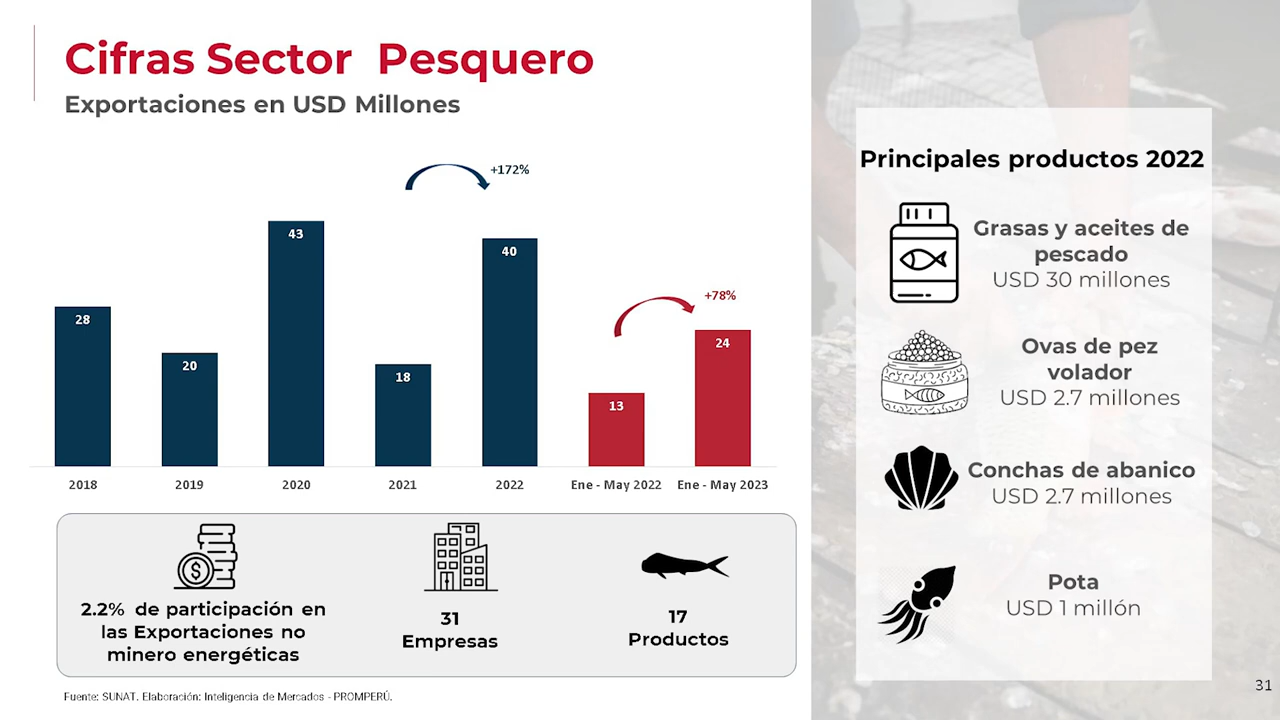 Cifras Sector Pesquero
Exportaciones en USD Millones
+172%
43
40
28
20
18
+78%
24
13
2018
2019
2020
2021
2022
Ene - May 2022
Ene - May 2023
2.2% de participación en
las Exportaciones no
minero energéticas
31
Empresas
17
Productos
Fuente: SUNAT. Elaboración: Inteligencia de Mercados - PROMPERÚ.
Principales productos 2022
Grasas y aceites de
pescado
USD 30 millones
Ovas de pez
volador
USD 2.7 millones
Conchas de abanico
USD 2.7 millones
Pota
USD 1 millón
31